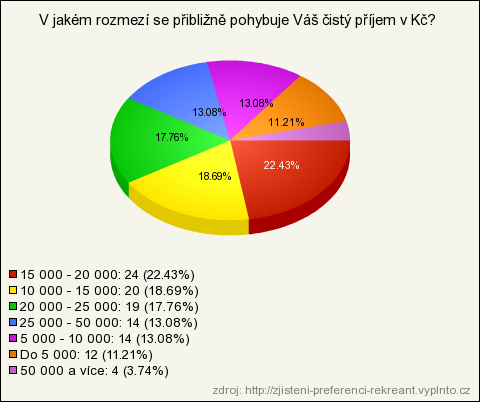 V jakém rozmezí se přibližně pohybuje Váš čistý příjem v Kč?
13.08%
13.08%
11.21%
17.76%
22.43%
18.69%
15 000 - 20 000: 24 (22.43%)
10 000 - 15 000: 20 (18.69%)
20 000 - 25 000: 19 (17.76%)
25 000 - 50 000: 14 (13.08%)
5 000 - 10 000: 14 (13.08%)
Do 5 000: 12 (11.21%)
50 000 a více: 4 (3.74%)
zdroj: http://zjisteni-preferenci-rekreant.vyplnto.cz